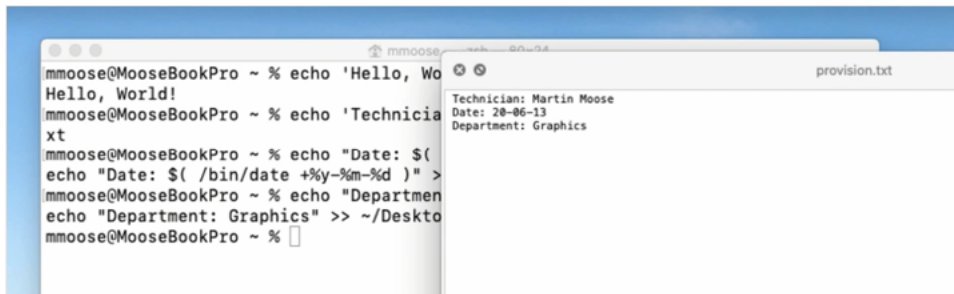 mmoose — -zsh — 80×24
mmoose@MooseBookPro ~ % echo 'Hello, Wo
Hello, World!
mmoose@MooseBookPro ~ % echo 'Technicia
xt
mmoose@MooseBookPro ~ % echo "Date: $(
echo "Date: $( /bin/date +%y-%m-%d )" >
mmoose@MooseBookPro ~ % echo "Departmen
echo "Department: Graphics" >> ~/Deskto
mmoose@MooseBookPro ~ %
provision.txt
Technician: Martin Moose
Date: 20-06-13
Department: Graphics